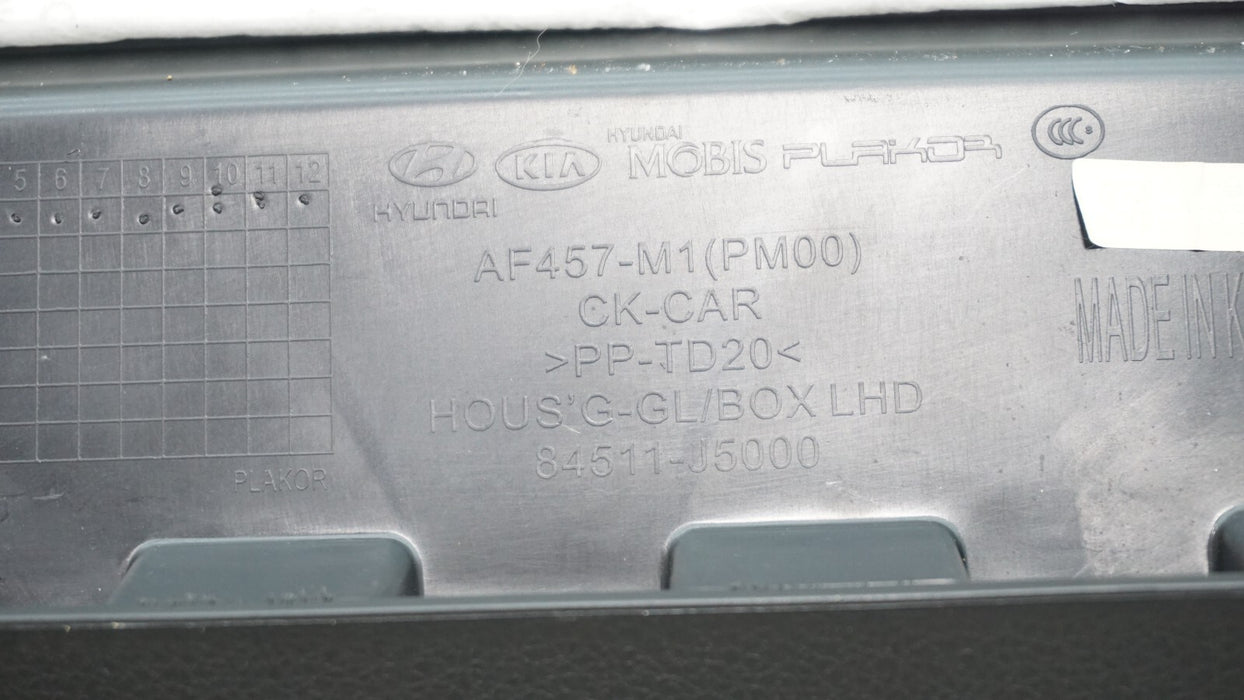 5 6 7 8 9 10 11 12
HYUNDAI
KIA
HYUNDAI
MOBIS
PLAKOR
CCC
AF457-M1(PM00)
CK-CAR
>PP-TD20<
HOUS'G-GL/BOX LHD
84511-J5000
MADE IN K
PLAKOR